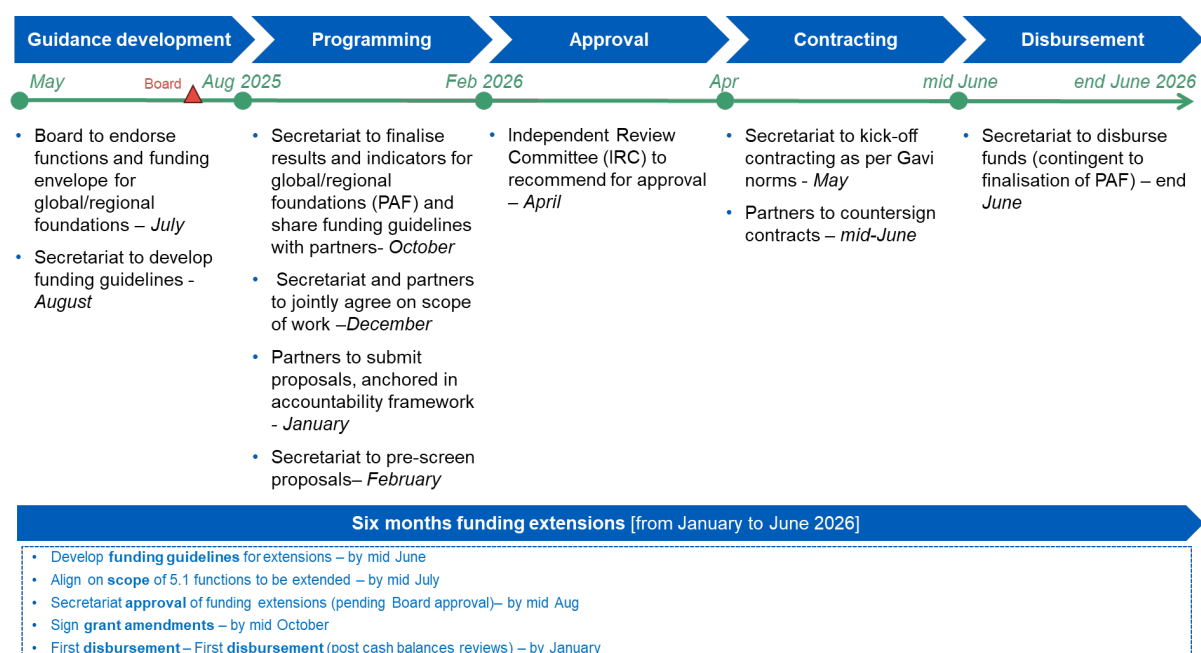 Guidance development
Programming
Approval
Contracting
Disbursement
May
Board
Aug 2025
Feb 2026
Apr
mid June
end June 2026
• Board to endorse
functions and funding
envelope for
global/regional
foundations – July
• Secretariat to develop
funding guidelines -
August
• Secretariat to finalise
results and indicators for
global/regional
foundations (PAF) and
share funding guidelines
with partners- October
• Secretariat and partners
to jointly agree on scope
of work –December
• Partners to submit
proposals, anchored in
accountability framework
- January
• Secretariat to pre-screen
proposals– February
• Independent Review
Committee (IRC) to
recommend for approval
– April
• Secretariat to kick-off
contracting as per Gavi
norms - May
• Partners to countersign
contracts – mid-June
• Secretariat to disburse
funds (contingent to
finalisation of PAF) – end
June
Six months funding extensions [from January to June 2026]
• Develop funding guidelines for extensions – by mid June
• Align on scope of 5.1 functions to be extended – by mid July
• Secretariat approval of funding extensions (pending Board approval)– by mid Aug
• Sign grant amendments – by mid October
• First disbursement – First disbursement (post cash balances reviews) – by January